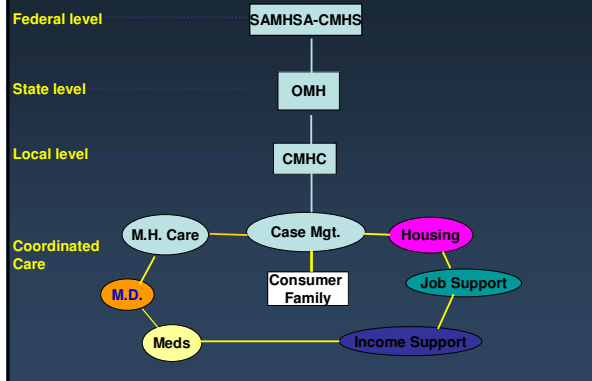 Federal level
SAMHSA-CMHS
State level
OMH
Local level
CMHC
Coordinated
Care
M.H. Care
Case Mgt.
Housing
M.D.
Consumer
Family
Job Support
Meds
Income Support